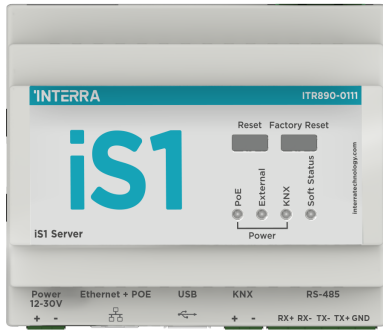 INTERRA
ITR890-0111
Reset Factory Reset
iS1
PoE
External
KNX
Soft Status
Power
interratechnology.com
iS1 Server
Power
12-30V
Ethernet + POE
USB
KNX
RS-485
+ -
+ -
RX+ RX- TX- TX+ GND